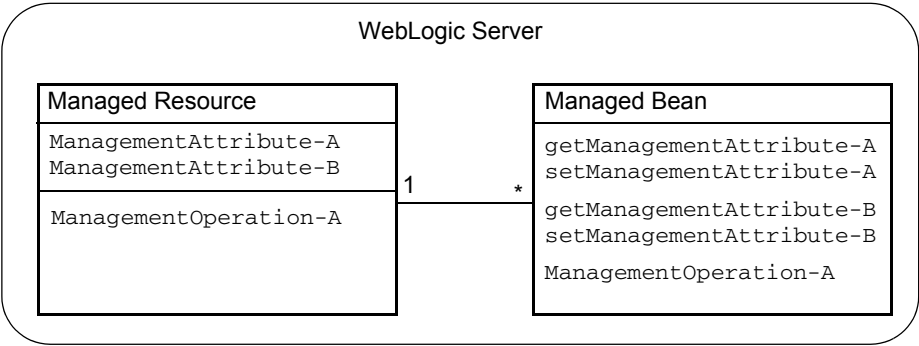 WebLogic Server
Managed Resource
ManagementAttribute-A
ManagementAttribute-B
ManagementOperation-A
1
*
Managed Bean
getManagementAttribute-A
setManagementAttribute-A
getManagementAttribute-B
setManagementAttribute-B
ManagementOperation-A